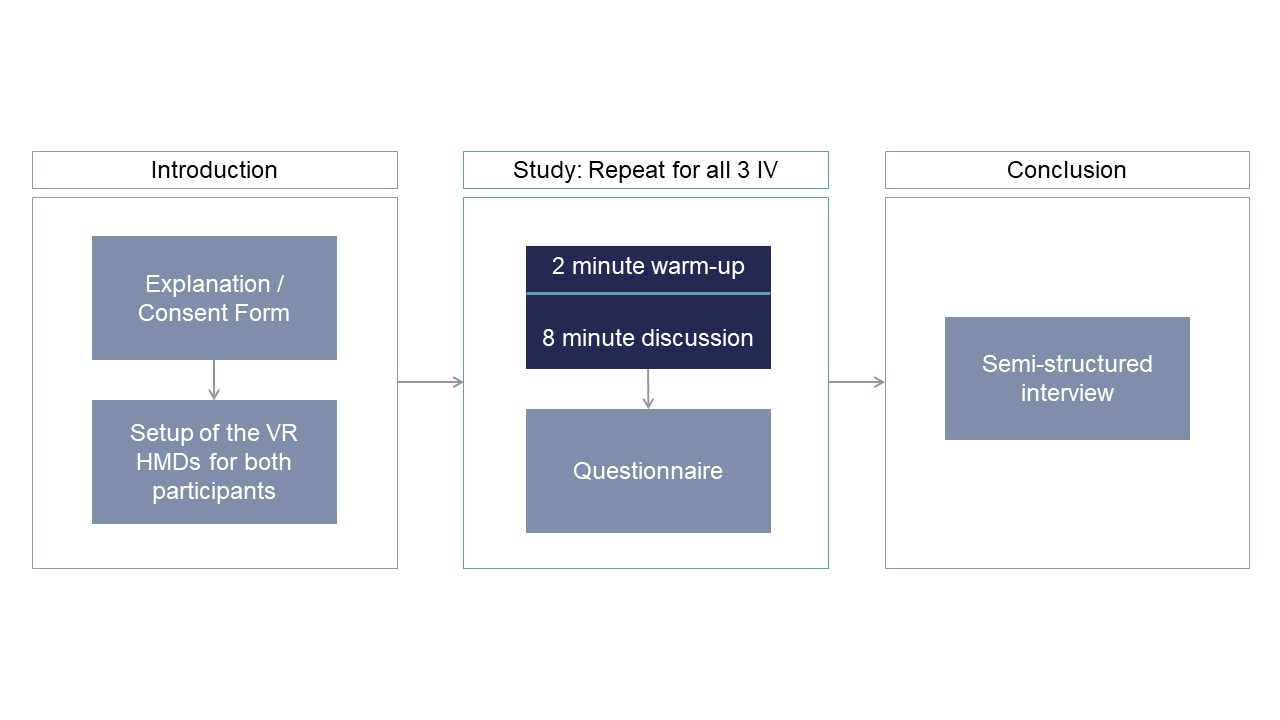 Introduction
Explanation /
Consent Form
Setup of the VR
HMDs for both
participants
Study: Repeat for all 3 IV
2 minute warm-up
8 minute discussion
Questionnaire
Conclusion
Semi-structured
interview